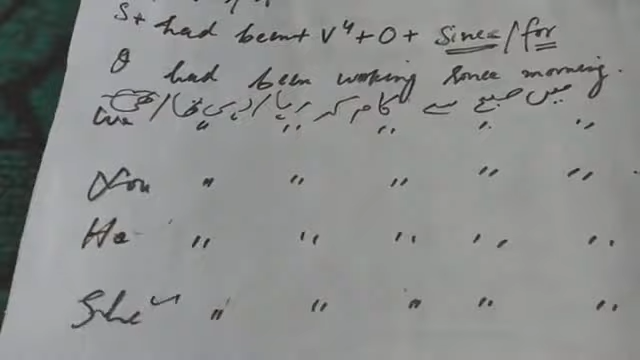 S+ had been+ V⁴+O+ Since/for
I had been working since morning.
میں صبح سے کام کر رہا/رہی تھا/تھی
We " " " " "
You " " " " "
He " " " " "
She " " " " "